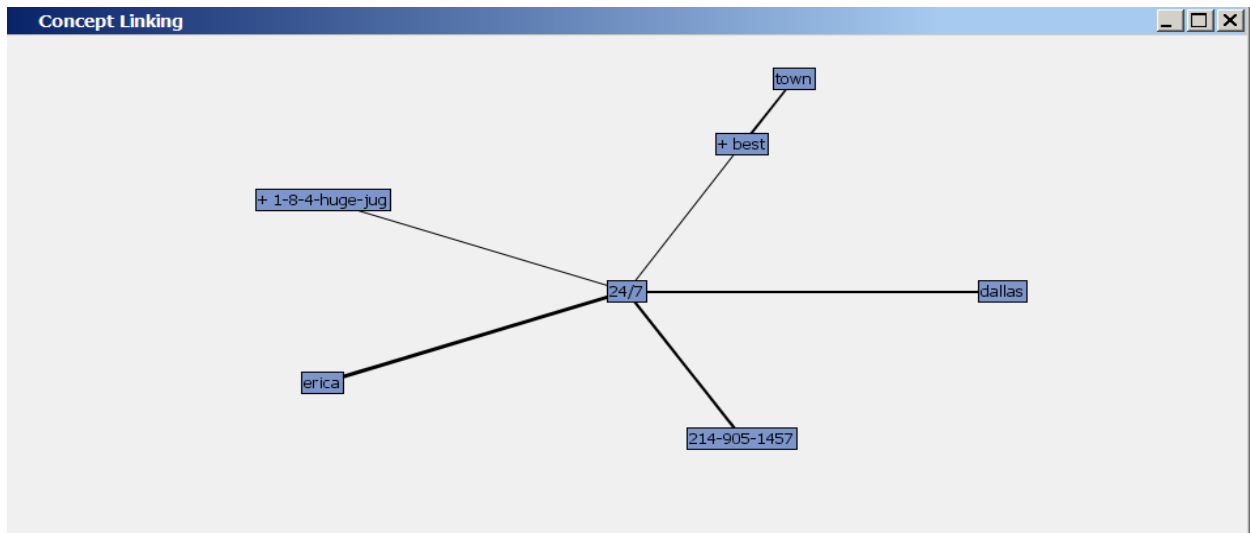 Concept Linking
town
+ best
+ 1-8-4-huge-jug
24/7
dallas
erica
214-905-1457